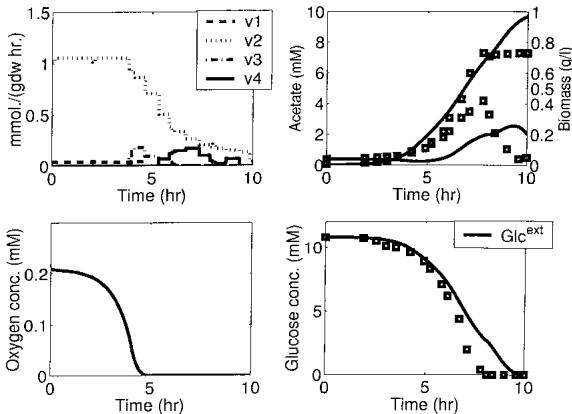 1.5
1
0.5
0
mmol./(gdw hr.)
v1
v2
v3
v4
0 5 10
Time (hr)
10
8
6
4
2
0
Acetate (mM)
1
0.8
0.6
0.4
0.2
0
Biomass (g/l)
0 5 10
Time (hr)
0.2
0.1
0
Oxygen conc. (mM)
0 5 10
Time (hr)
10
5
0
Glucose conc. (mM)
Glc^ext
0 5 10
Time (hr)